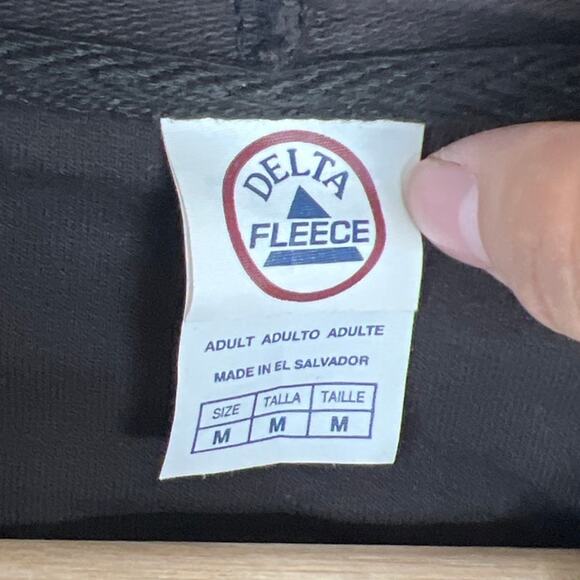 DELTA
FLEECE
ADULT ADULTO ADULTE
MADE IN EL SALVADOR
SIZE TALLA TAILLE
M M M